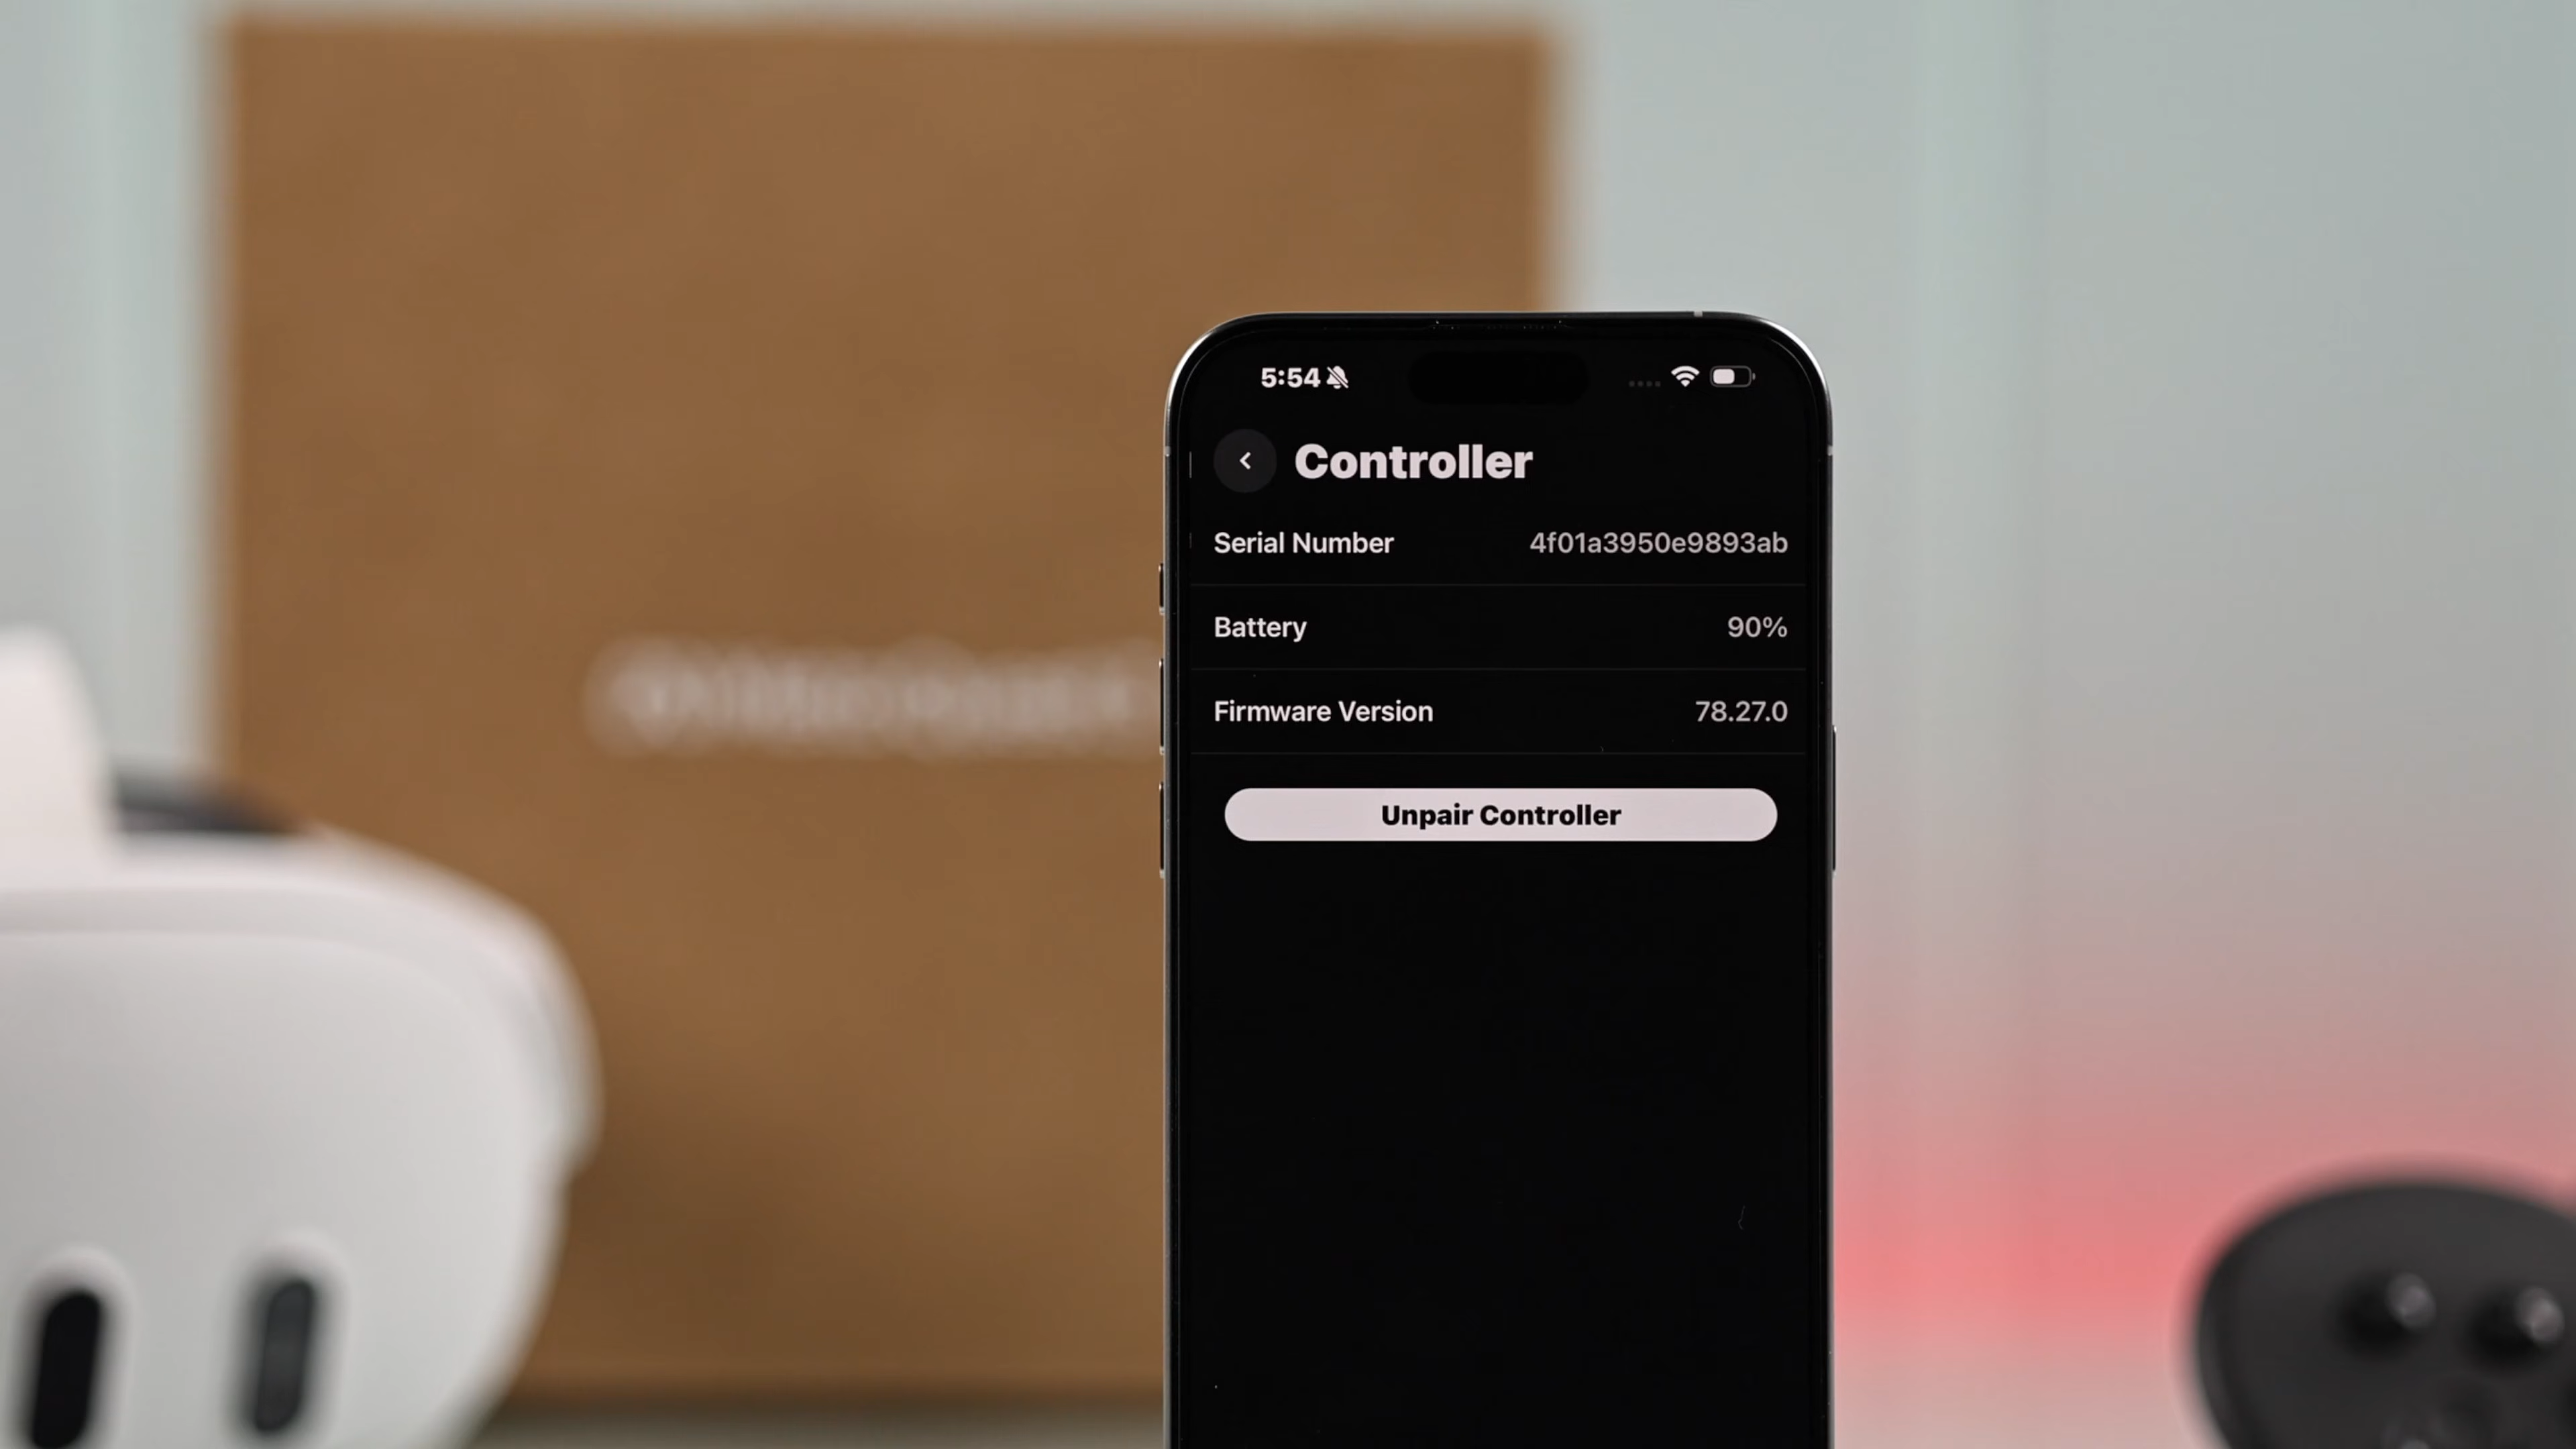 5:54
Controller
Serial Number 4f01a3950e9893ab
Battery 90%
Firmware Version 78.27.0
Unpair Controller